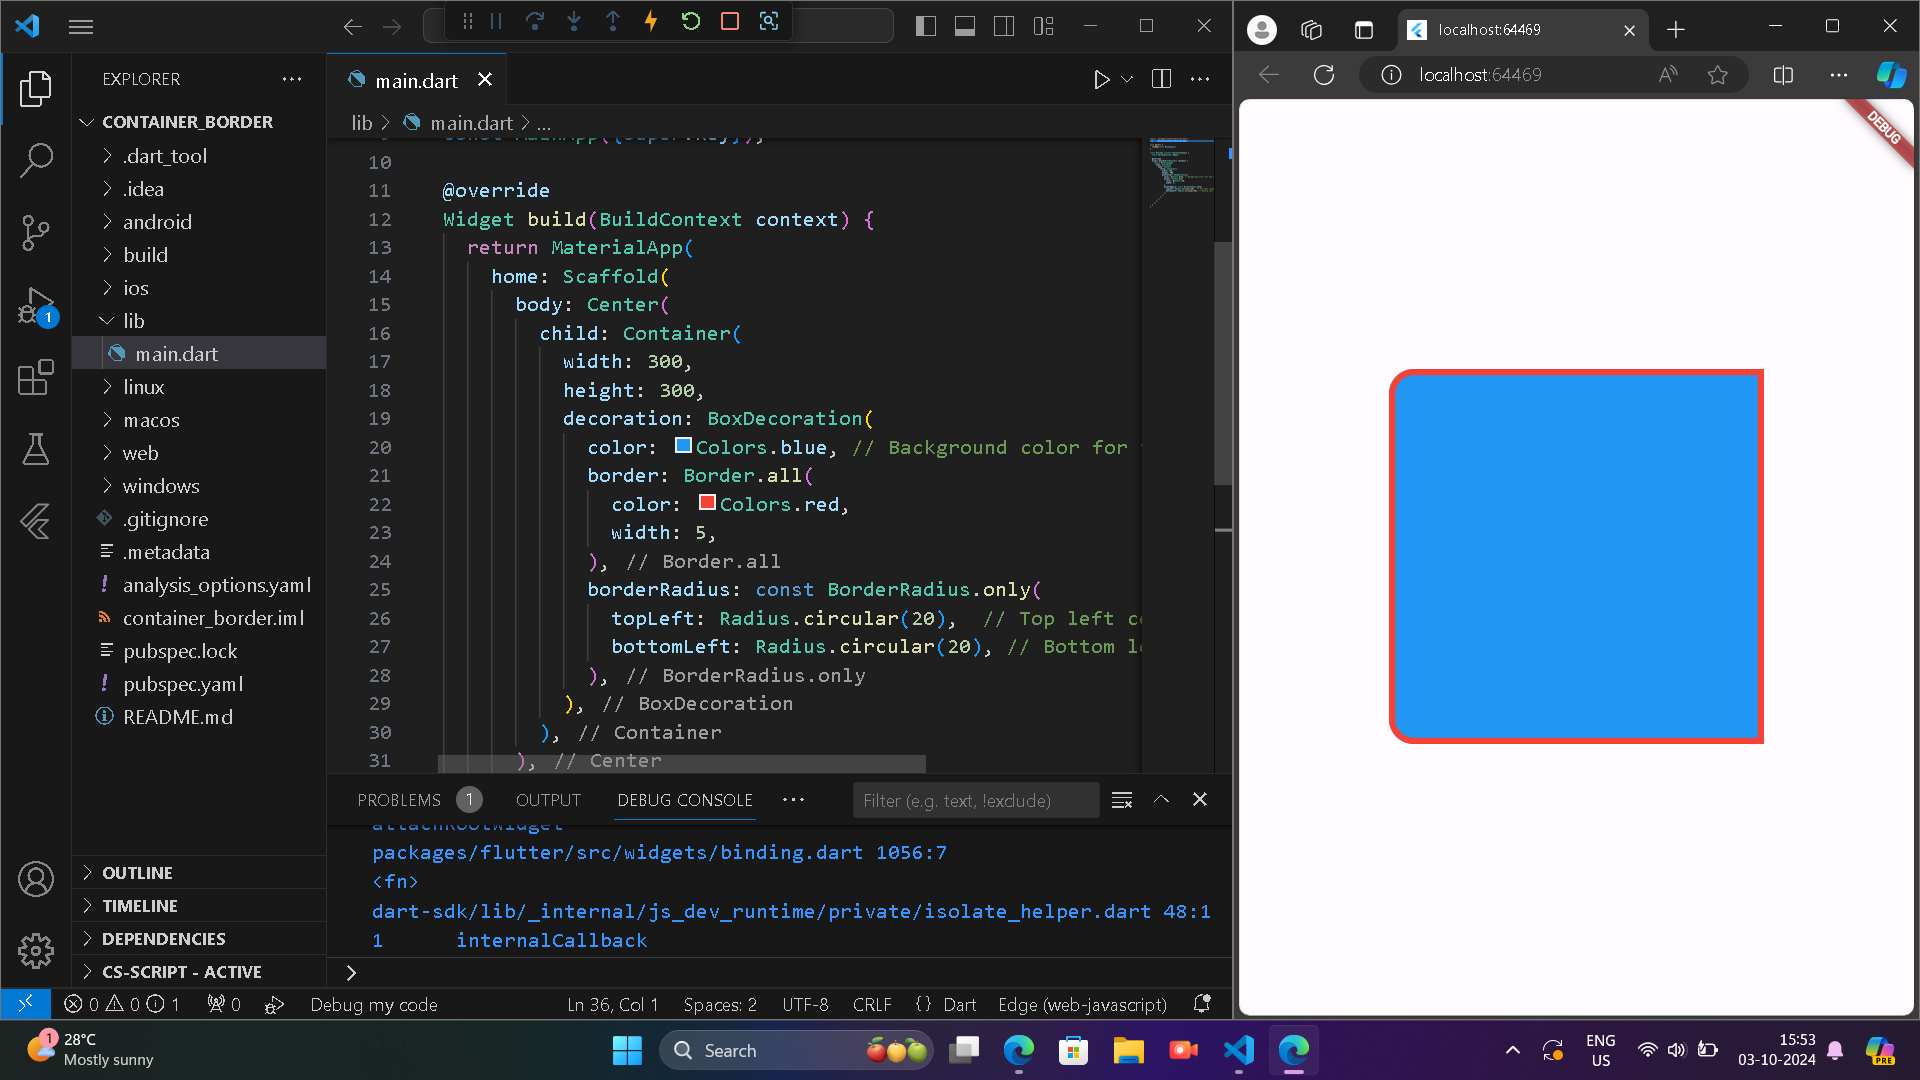 EXPLORER
CONTAINER_BORDER
.dart_tool
.idea
android
build
ios
lib
main.dart
linux
macos
web
windows
.gitignore
.metadata
analysis_options.yaml
container_border.iml
pubspec.lock
pubspec.yaml
README.md
OUTLINE
TIMELINE
DEPENDENCIES
CS-SCRIPT - ACTIVE
1
main.dart
lib > main.dart > ...
10
11 @override
12 Widget build(BuildContext context) {
13 return MaterialApp(
14 home: Scaffold(
15 body: Center(
16 child: Container(
17 width: 300,
18 height: 300,
19 decoration: BoxDecoration(
20 color: Colors.blue, // Background color for
21 border: Border.all(
22 color: Colors.red,
23 width: 5,
24 ), // Border.all
25 borderRadius: const BorderRadius.only(
26 topLeft: Radius.circular(20), // Top left
27 bottomLeft: Radius.circular(20), // Bottom
28 ), // BorderRadius.only
29 ), // BoxDecoration
30 ), // Container
31 ), // Center
PROBLEMS 1 OUTPUT DEBUG CONSOLE ... Filter (e.g. text, !exclude)
attachRootWidget
packages/flutter/src/widgets/binding.dart 1056:7
<fn>
dart-sdk/lib/_internal/js_dev_runtime/private/isolate_helper.dart 48:1
1 internalCallback
>
0 0 1 0 Debug my code Ln 36, Col 1 Spaces: 2 UTF-8 CRLF {} Dart Edge (web-javascript)
localhost:64469
localhost:64469
DEBUG
1
28°C
Mostly sunny
Search
ENG
US
15:53
03-10-2024
PRE